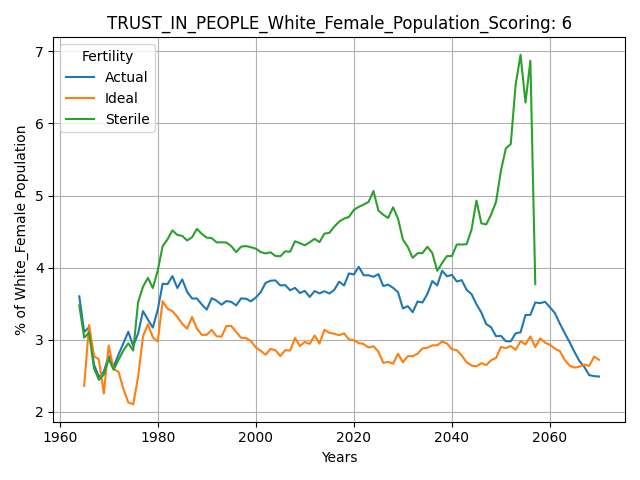 TRUST_IN_PEOPLE_White_Female_Population_Scoring: 6
Fertility
Actual
Ideal
Sterile
% of White_Female Population
7
6
5
4
3
2
1960
1980
2000
2020
2040
2060
Years